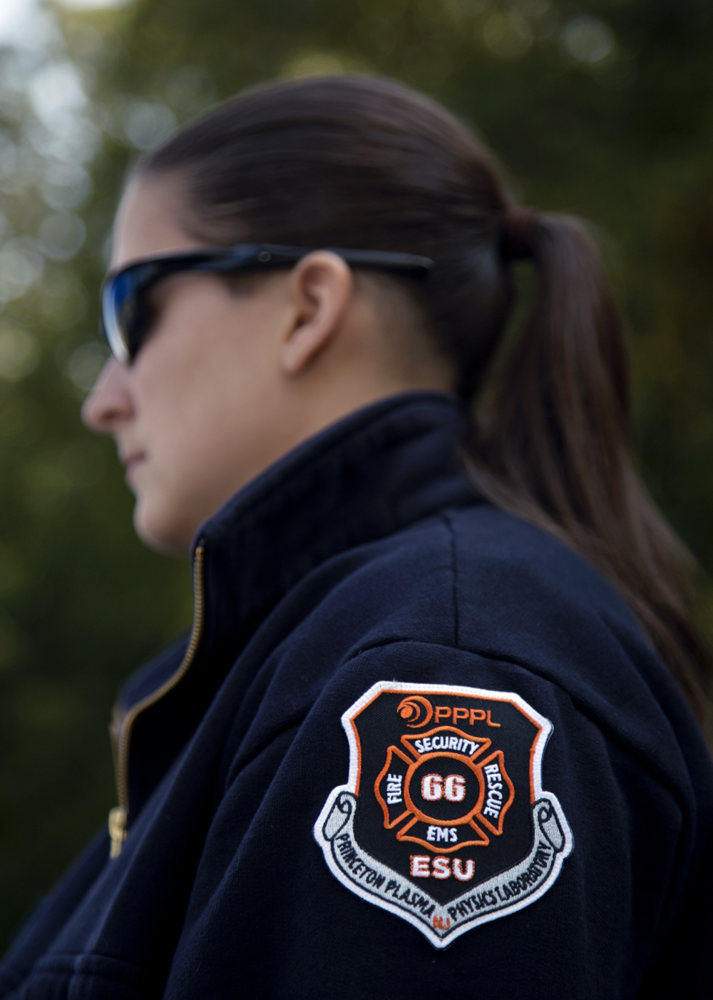 PPPL
SECURITY
FIRE
66
RESCUE
EMS
ESU
PRINCETON PLASMA NJ PHYSICS LABORATORY